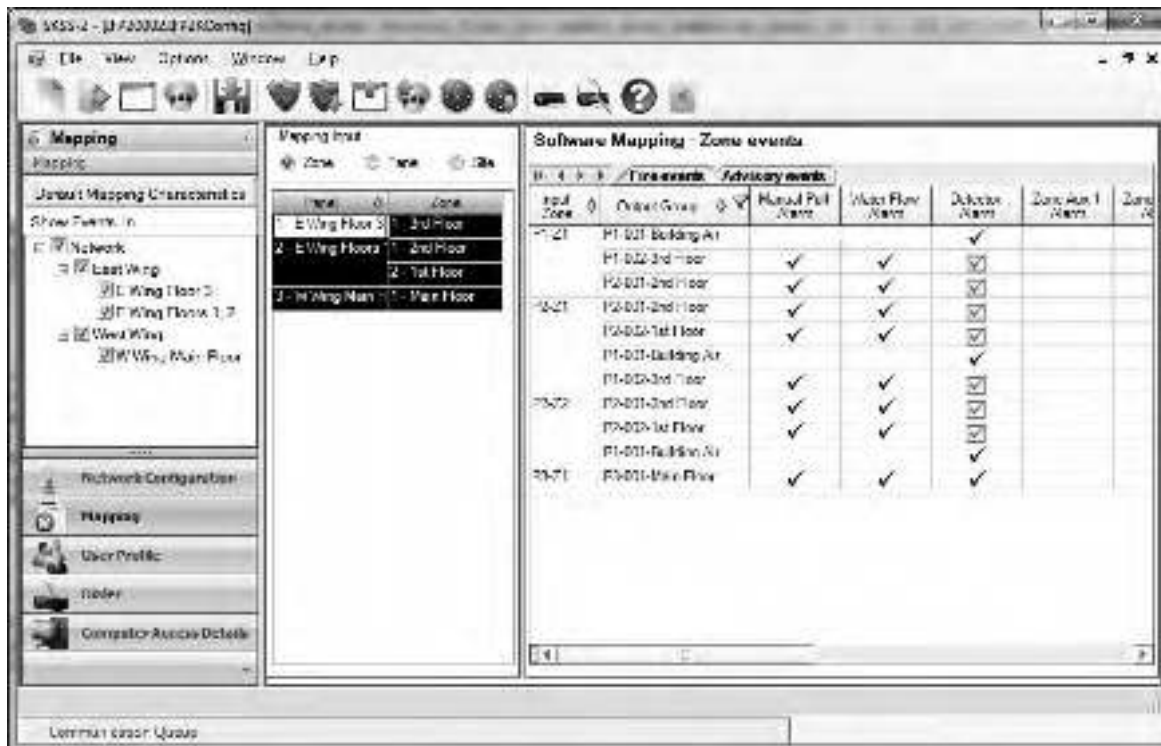 File View Options Window Help
Mapping
Mapping
Default Mapping Characteristics
Show Events In
Network
East Wing
E Wing Floor 3
E Wing Floors 1, 2
West Wing
W Wing Main Floor
Network Configuration
Mapping
User Profile
Dialer
Computer Access Details
Mapping Input
Zone Panel Site
Panel Zone
1 - E Wing Floor 3 1 - 3rd Floor
2 - E Wing Floors 1 1 - 2nd Floor
2 - 1st Floor
3 - W Wing Main 1 - Main Floor
Software Mapping - Zone events
Fire events Advisory events
Input Zone Output Group Manual Pull Alarm Water Flow Alarm Detector Alarm Zone Aux 1 Alarm Zone
P1-Z1 P1-001-Building Air
P1-002-3rd Floor
P2-001-2nd Floor
P2-Z1 P2-001-2nd Floor
P2-002-1st Floor
P1-001-Building Air
P1-002-3rd Floor
P2-Z2 P2-001-2nd Floor
P2-002-1st Floor
P1-001-Building Air
P3-Z1 P3-001-Main Floor
Communication Queue